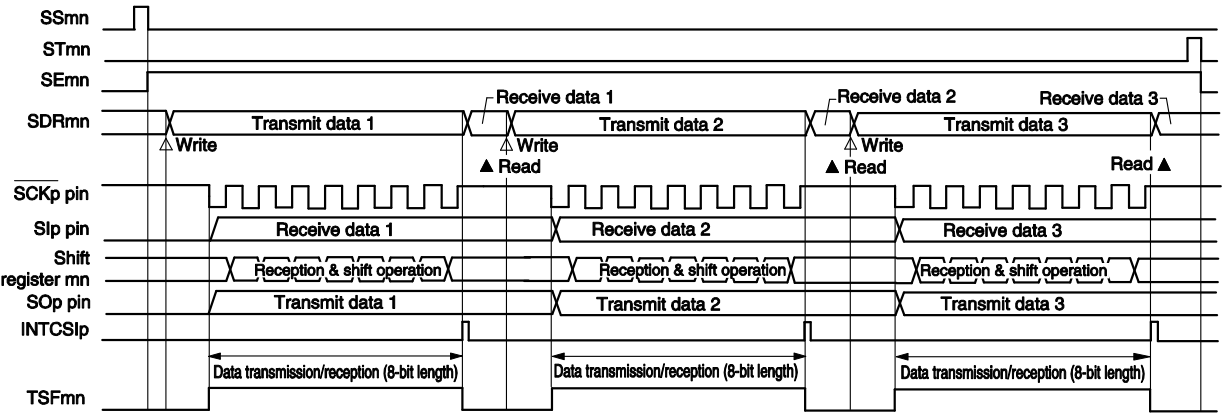 SSmn
STmn
SEmn
Receive data 1
Receive data 2
Receive data 3
SDRmn
Transmit data 1
Transmit data 2
Transmit data 3
Write
Write
Write
Read
Read
Read
SCKp pin
SIp pin
Receive data 1
Receive data 2
Receive data 3
Shift
register mn
Reception & shift operation
Reception & shift operation
Reception & shift operation
SOp pin
Transmit data 1
Transmit data 2
Transmit data 3
INTCSIp
Data transmission/reception (8-bit length)
Data transmission/reception (8-bit length)
Data transmission/reception (8-bit length)
TSFmn